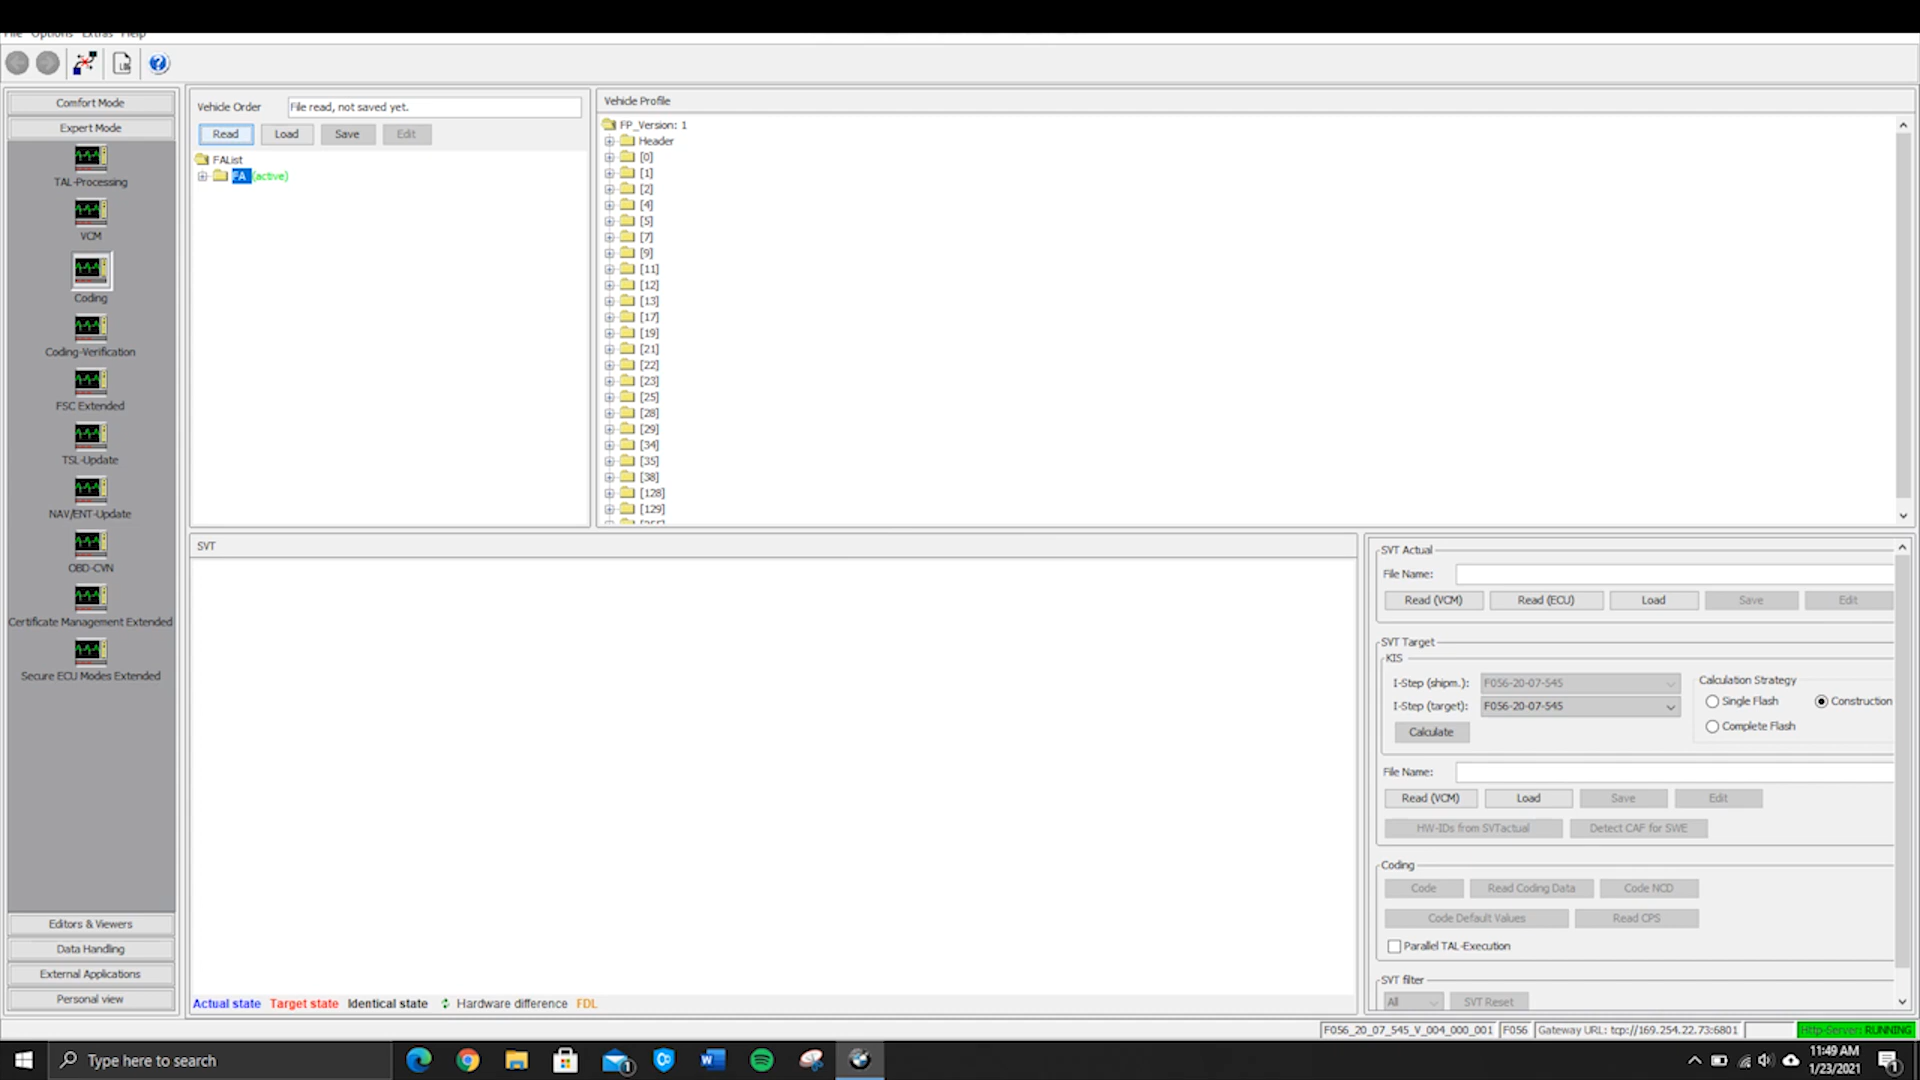 File Options Extras Help
Comfort Mode
Expert Mode
TAL-Processing
VCM
Coding
Coding-Verification
FSC Extended
TSL-Update
NAV/ENT-Update
OBD-CVN
Certificate Management Extended
Secure ECU Modes Extended
Editors & Viewers
Data Handling
External Applications
Personal view
Vehicle Order File read, not saved yet.
Read Load Save Edit
FAList
FA (active)
Vehicle Profile
FP_Version: 1
Header
[0]
[1]
[2]
[4]
[5]
[7]
[9]
[11]
[12]
[13]
[17]
[19]
[21]
[22]
[23]
[25]
[28]
[29]
[34]
[35]
[38]
[128]
[129]
SVT
Actual state Target state Identical state Hardware difference FDL
SVT Actual
File Name:
Read (VCM) Read (ECU) Load Save Edit
SVT Target
KIS
I-Step (shipm.): F056-20-07-545
I-Step (target): F056-20-07-545
Calculate
Calculation Strategy
Single Flash Construction
Complete Flash
File Name:
Read (VCM) Load Save Edit
HW-IDs from SVTactual Detect CAF for SWE
Coding
Code Read Coding Data Code NCD
Code Default Values Read CPS
Parallel TAL-Execution
SVT filter
All SVT Reset
F056_20_07_545_V_004_000_001 F056 Gateway URL: tcp://169.254.22.73:6801 Http-Server: RUNNING
Type here to search
11:49 AM
1/23/2021